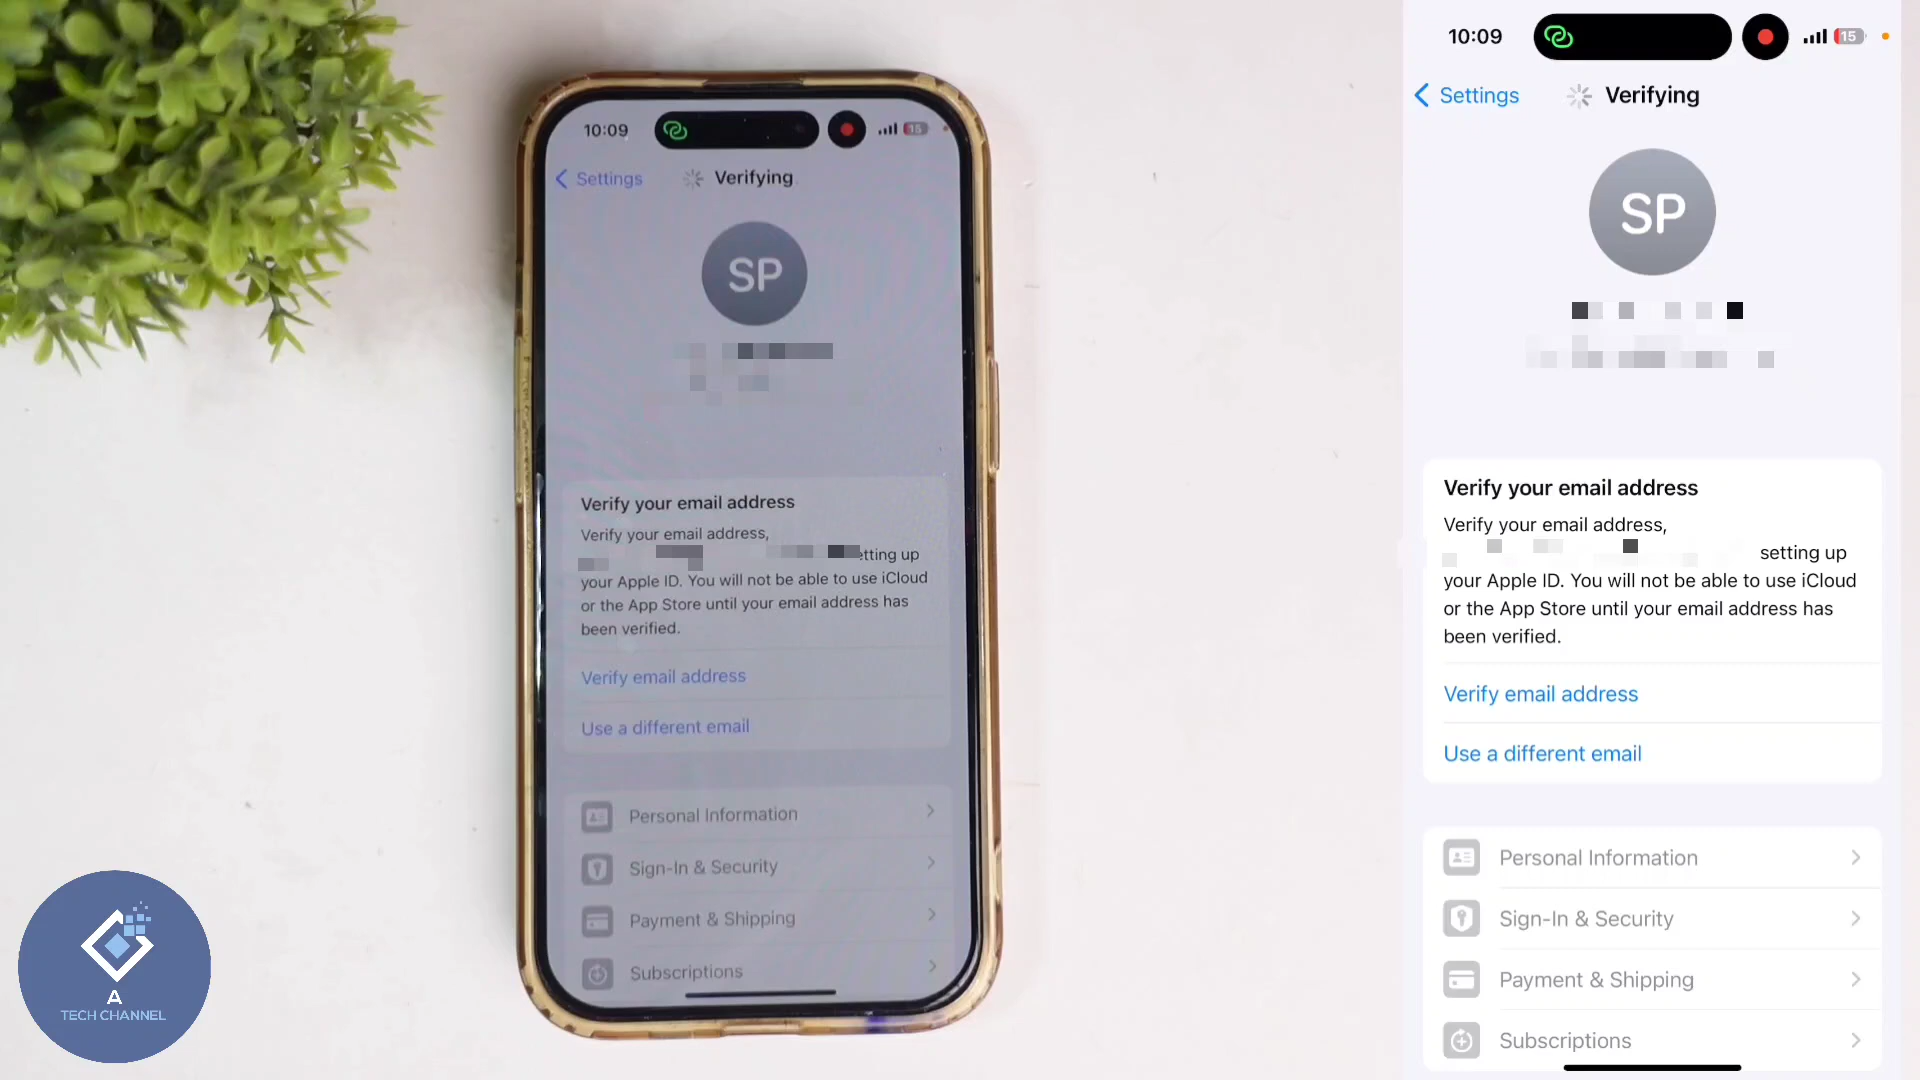 10:09
15
Settings
Verifying
SP
Verify your email address
Verify your email address,
etting up
your Apple ID. You will not be able to use iCloud
or the App Store until your email address has
been verified.
Verify email address
Use a different email
Personal Information
Sign-In & Security
Payment & Shipping
Subscriptions
A
TECH CHANNEL
10:09
15
Settings
Verifying
SP
Verify your email address
Verify your email address,
setting up
your Apple ID. You will not be able to use iCloud
or the App Store until your email address has
been verified.
Verify email address
Use a different email
Personal Information
Sign-In & Security
Payment & Shipping
Subscriptions